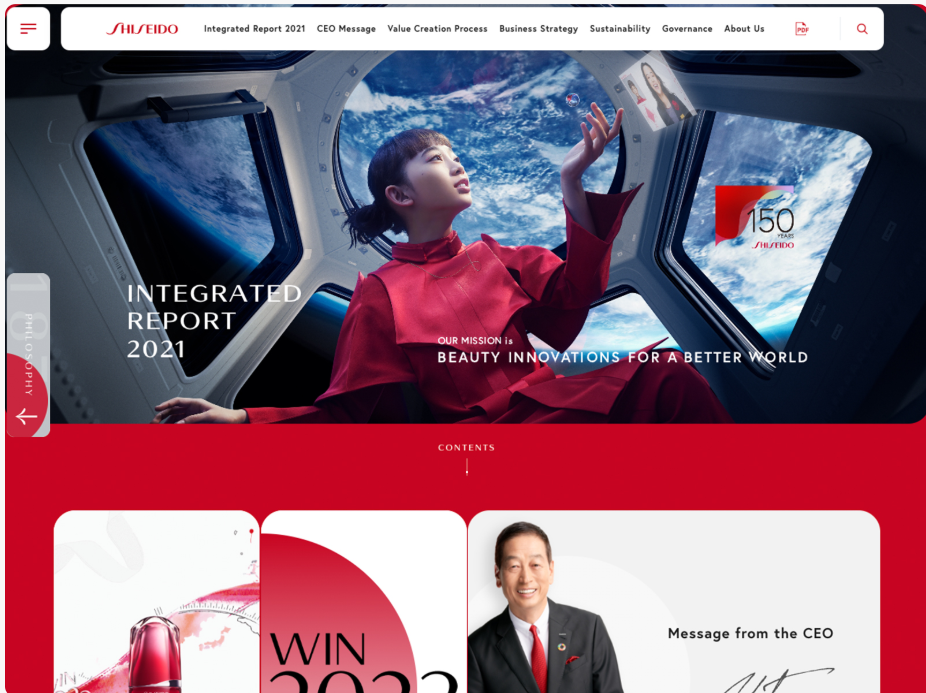 SHISEIDO
Integrated Report 2021 CEO Message Value Creation Process Business Strategy Sustainability Governance About Us PDF
150
YEARS
SHISEIDO
INTEGRATED
REPORT
2021
OUR MISSION is
BEAUTY INNOVATIONS FOR A BETTER WORLD
PHILOSOPHY
CONTENTS
WIN
2023
Message from the CEO